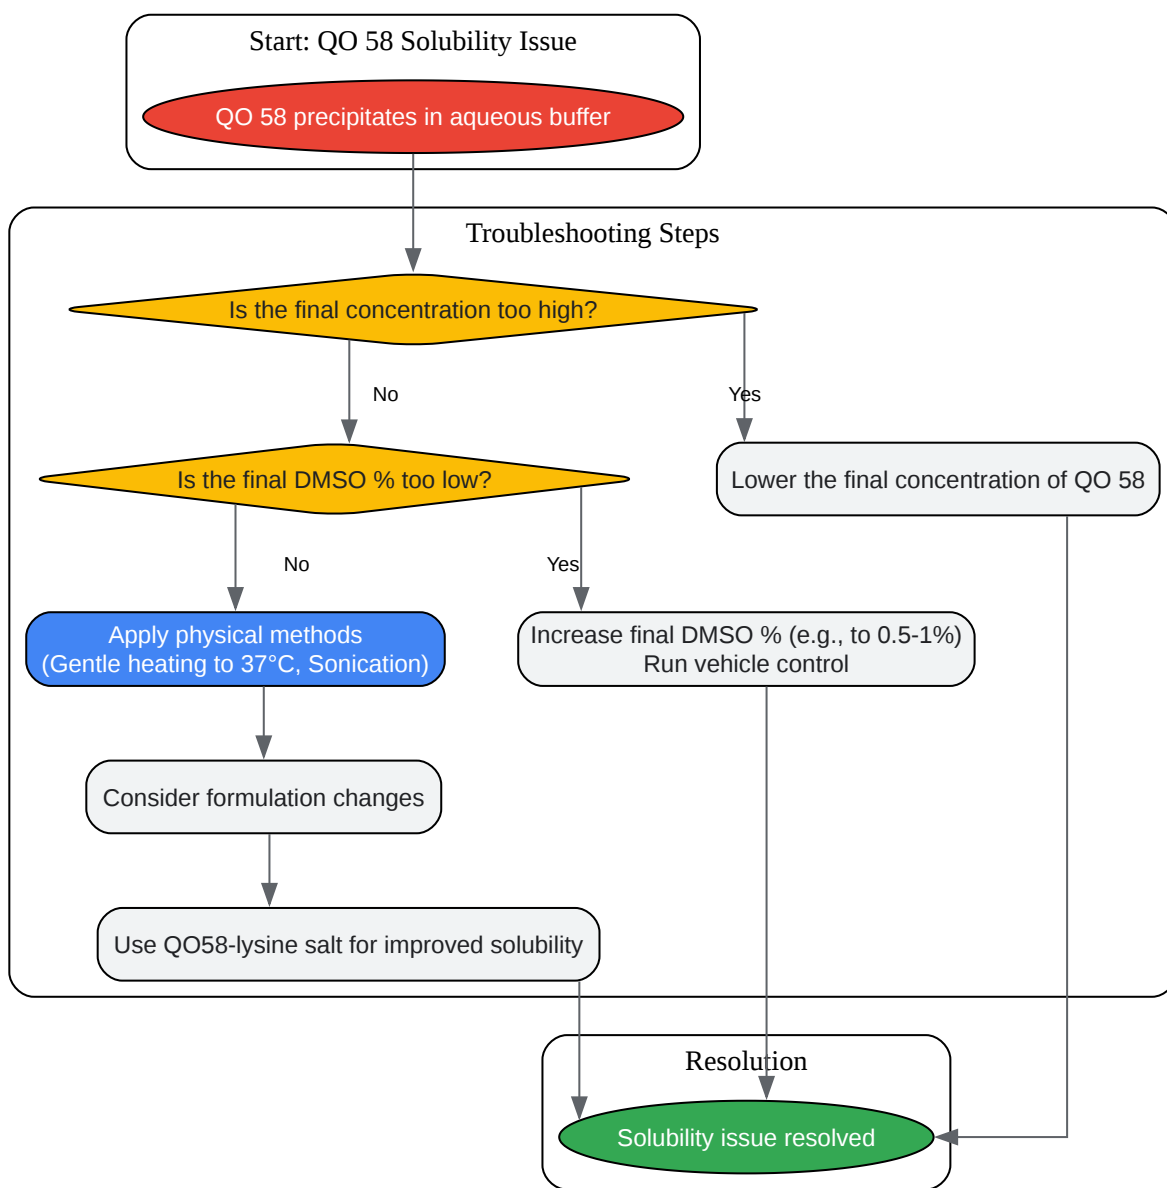 Start: QO 58 Solubility Issue
QO 58 precipitates in aqueous buffer
Troubleshooting Steps
Is the final concentration too high?
No
Yes
Is the final DMSO % too low?
Lower the final concentration of QO 58
No
Yes
Apply physical methods
(Gentle heating to 37°C, Sonication)
Increase final DMSO % (e.g., to 0.5-1%)
Run vehicle control
Consider formulation changes
Use QO58-lysine salt for improved solubility
Resolution
Solubility issue resolved